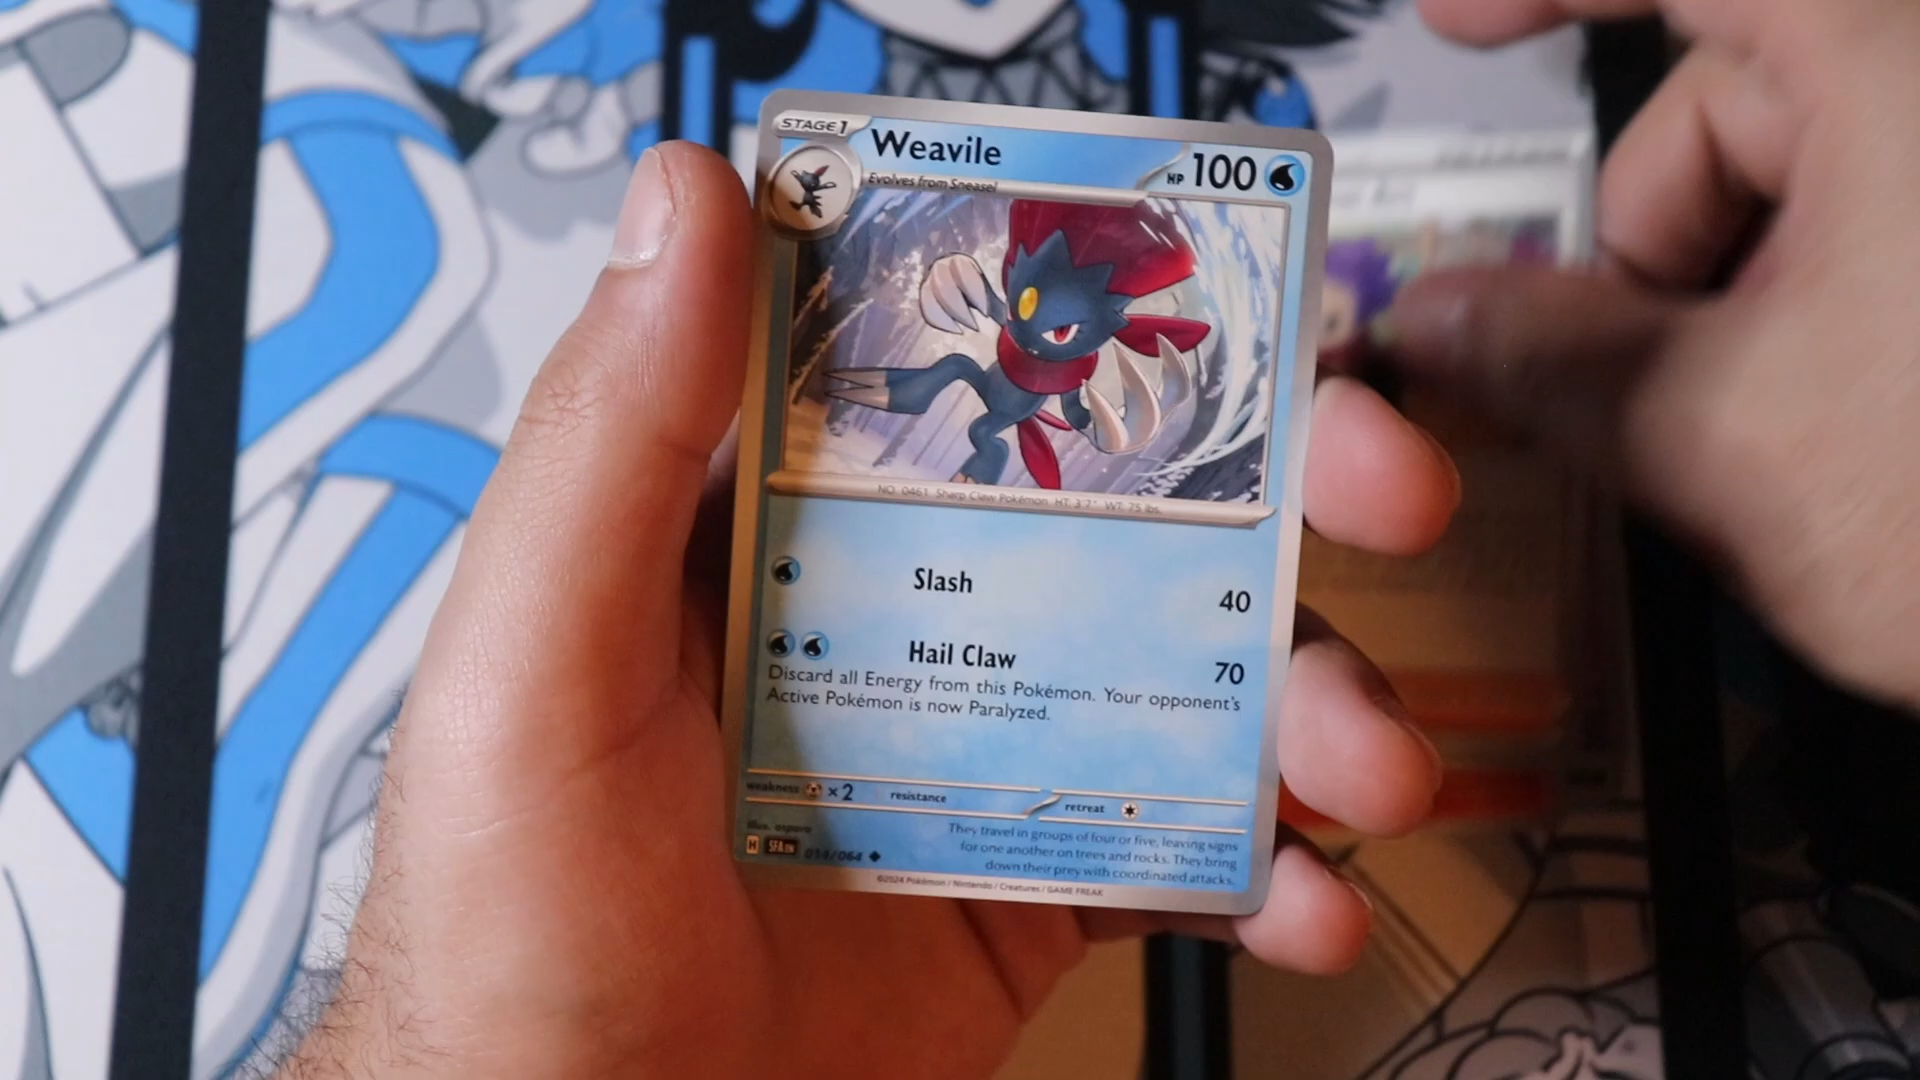 STAGE 1
Weavile
HP 100
Evolves from Sneasel
NO. 0461 Sharp Claw Pokémon HT: 3'7" WT: 75 lbs.
Slash 40
Hail Claw 70
Discard all Energy from this Pokémon. Your opponent's
Active Pokémon is now Paralyzed.
weakness ×2 resistance retreat
Illus. aspara
They travel in groups of four or five, leaving signs
for one another on trees and rocks. They bring
down their prey with coordinated attacks.
H SFA EN /064
©2024 Pokémon / Nintendo / Creatures / GAME FREAK